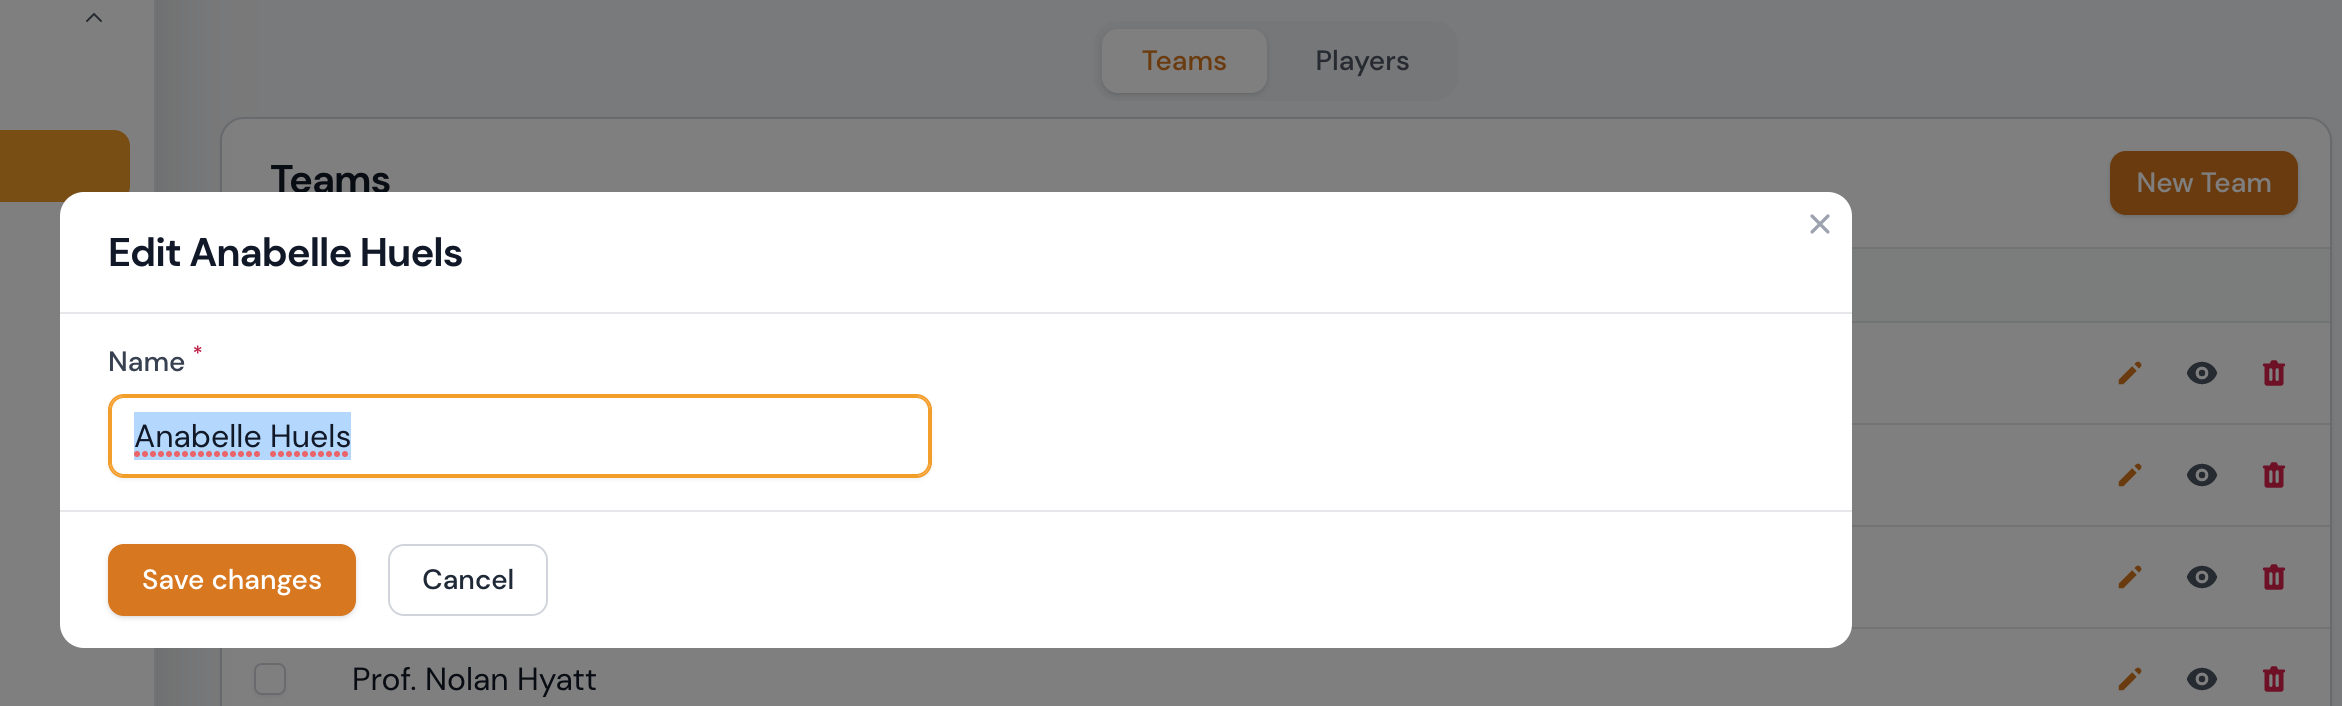 Teams
Players
Teams
New Team
Edit Anabelle Huels
Name *
Anabelle Huels
Save changes
Cancel
Prof. Nolan Hyatt